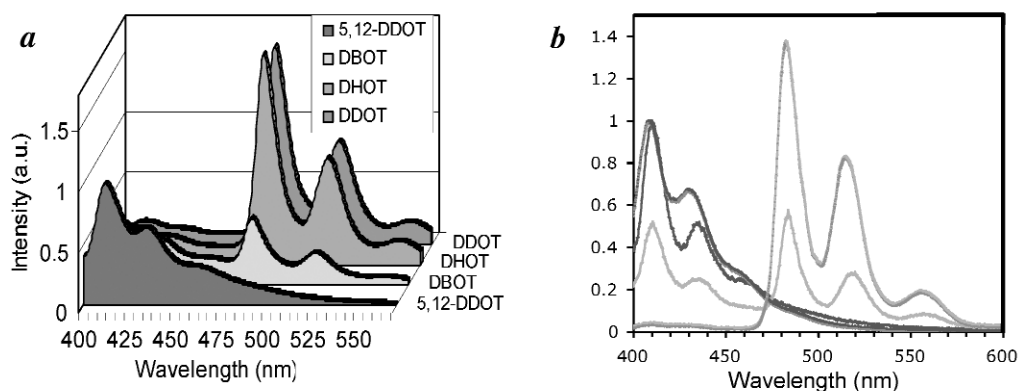 a
5,12-DDOT
DBOT
DHOT
DDOT
Intensity (a.u.)
1.5
1
0.5
0
DDOT
DHOT
DBOT
5,12-DDOT
400 425 450 475 500 525 550
Wavelength (nm)
b
1.4
1.2
1
0.8
0.6
0.4
0.2
0
400 450 500 550 600
Wavelength (nm)